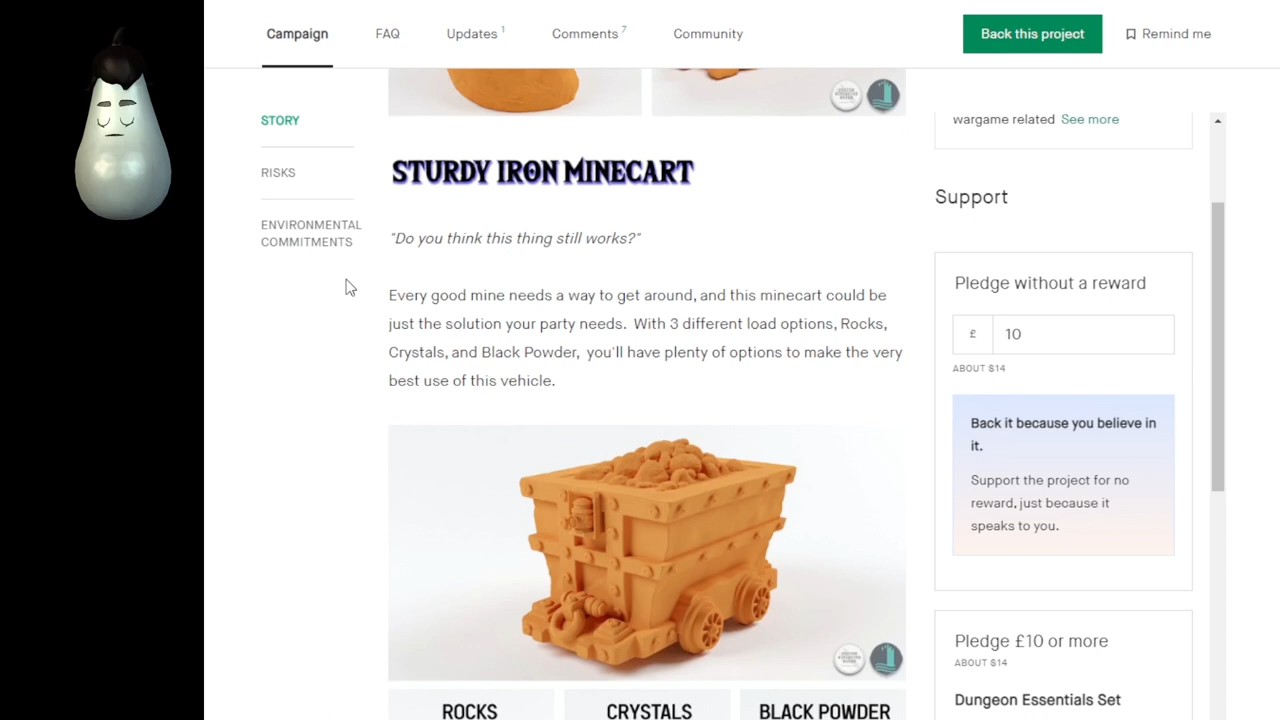 Campaign
FAQ
Updates 1
Comments 7
Community
Back this project
Remind me
STORY
RISKS
ENVIRONMENTAL
COMMITMENTS
STURDY IRON MINECART
"Do you think this thing still works?"
Every good mine needs a way to get around, and this minecart could be
just the solution your party needs. With 3 different load options, Rocks,
Crystals, and Black Powder, you'll have plenty of options to make the very
best use of this vehicle.
ROCKS
CRYSTALS
BLACK POWDER
wargame related See more
Support
Pledge without a reward
£ 10
ABOUT $14
Back it because you believe in
it.
Support the project for no
reward, just because it
speaks to you.
Pledge £10 or more
ABOUT $14
Dungeon Essentials Set